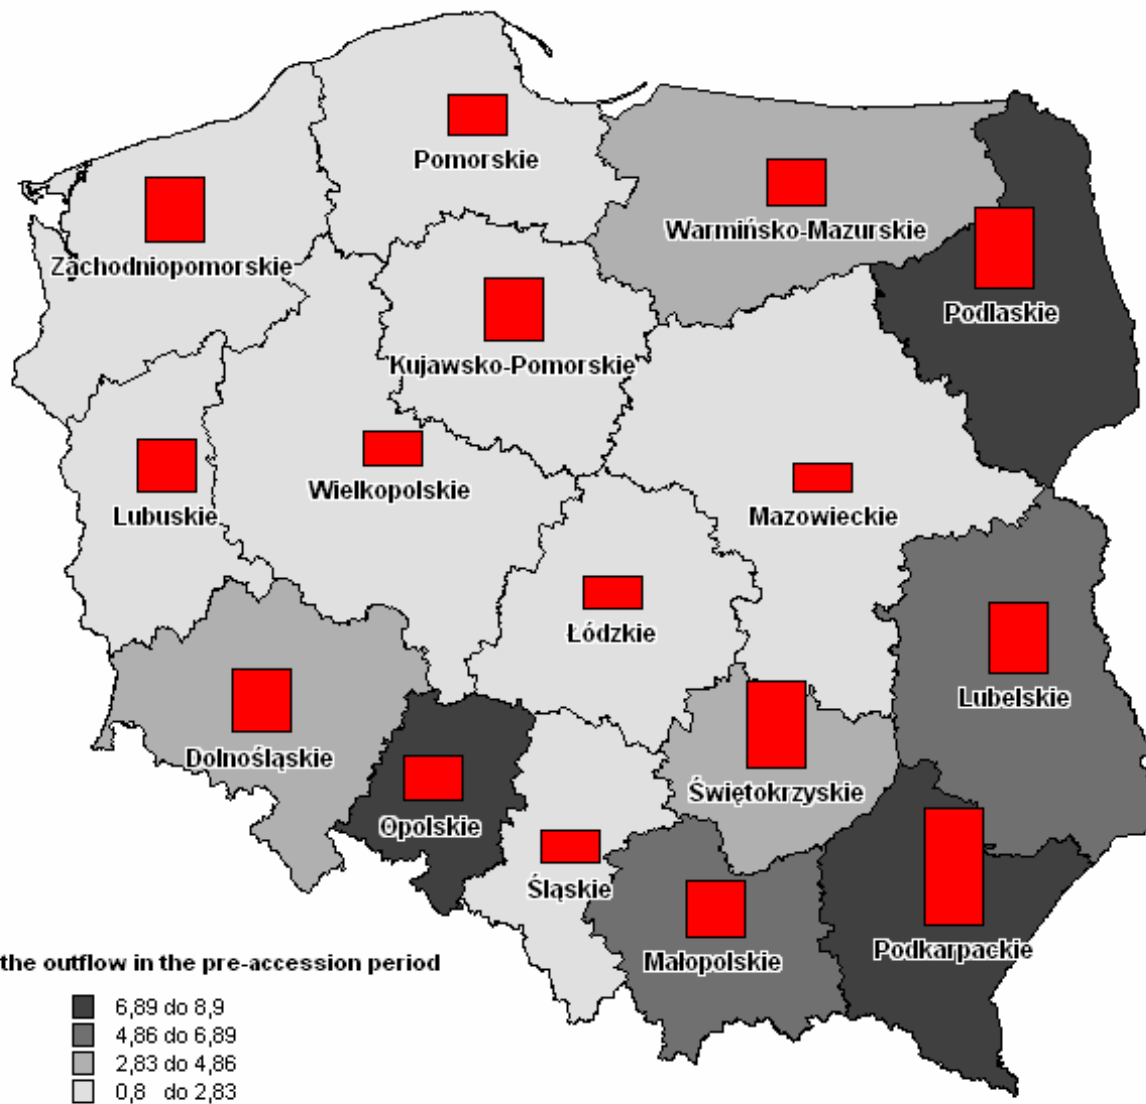 Pomorskie
Warmińsko-Mazurskie
Zachodniopomorskie
Podlaskie
Kujawsko-Pomorskie
Wielkopolskie
Lubuskie
Mazowieckie
Łódzkie
Lubelskie
Dolnośląskie
Świętokrzyskie
Opolskie
Śląskie
Małopolskie
Podkarpackie
the outflow in the pre-accession period
6,89 do 8,9
4,86 do 6,89
2,83 do 4,86
0,8 do 2,83